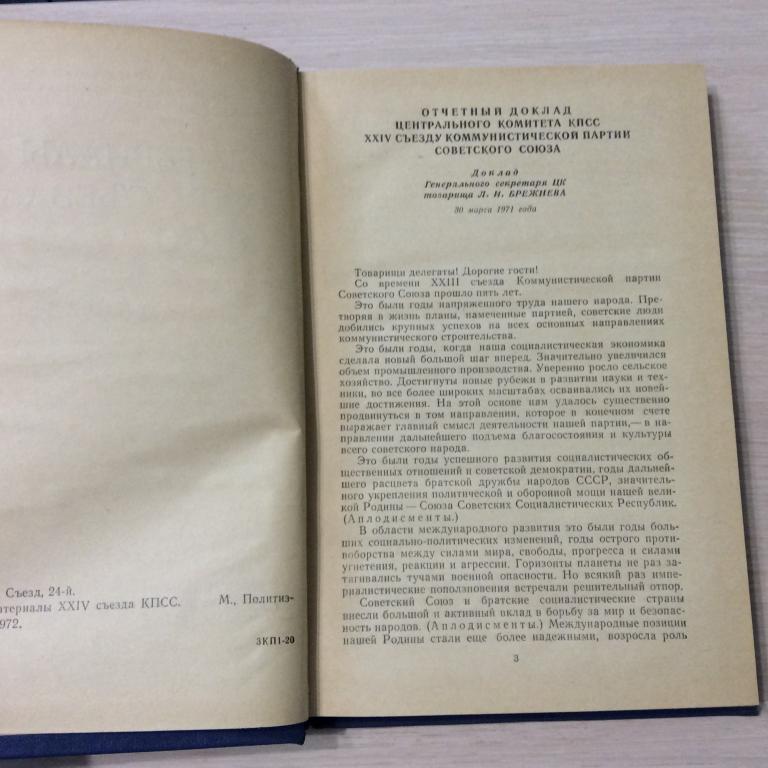 Съезд, 24-й.
атериалы XXIV съезда КПСС. М., Политиз-
972.
3КП1-20
ОТЧЕТНЫЙ ДОКЛАД
ЦЕНТРАЛЬНОГО КОМИТЕТА КПСС
XXIV СЪЕЗДУ КОММУНИСТИЧЕСКОЙ ПАРТИИ
СОВЕТСКОГО СОЮЗА
Доклад
Генерального секретаря ЦК
товарища Л. И. БРЕЖНЕВА
30 марта 1971 года
Товарищи делегаты! Дорогие гости!
Со времени XXIII съезда Коммунистической партии
Советского Союза прошло пять лет.
Это были годы напряженного труда нашего народа. Пре-
творяя в жизнь планы, намеченные партией, советские люди
добились крупных успехов на всех основных направлениях
коммунистического строительства.
Это были годы, когда наша социалистическая экономика
сделала новый большой шаг вперед. Значительно увеличился
объем промышленного производства. Уверенно росло сельское
хозяйство. Достигнуты новые рубежи в развитии науки и тех-
ники, во все более широких масштабах осваивались их новей-
шие достижения. На этой основе нам удалось существенно
продвинуться в том направлении, которое в конечном счете
выражает главный смысл деятельности нашей партии,— в на-
правлении дальнейшего подъема благосостояния и культуры
всего советского народа.
Это были годы успешного развития социалистических об-
щественных отношений и советской демократии, годы дальней-
шего расцвета братской дружбы народов СССР, значитель-
ного укрепления политической и оборонной мощи нашей вели-
кой Родины — Союза Советских Социалистических Республик.
(Аплодисменты.)
В области международного развития это были годы боль-
ших социально-политических изменений, годы острого проти-
воборства между силами мира, свободы, прогресса и силами
угнетения, реакции и агрессии. Горизонты планеты не раз за-
тягивались тучами военной опасности. Но всякий раз импе-
риалистические поползновения встречали решительный отпор.
Советский Союз и братские социалистические страны
внесли большой и активный вклад в борьбу за мир и безопас-
ность народов. (Аплодисменты.) Международные позиции
нашей Родины стали еще более надежными, возросла роль
3